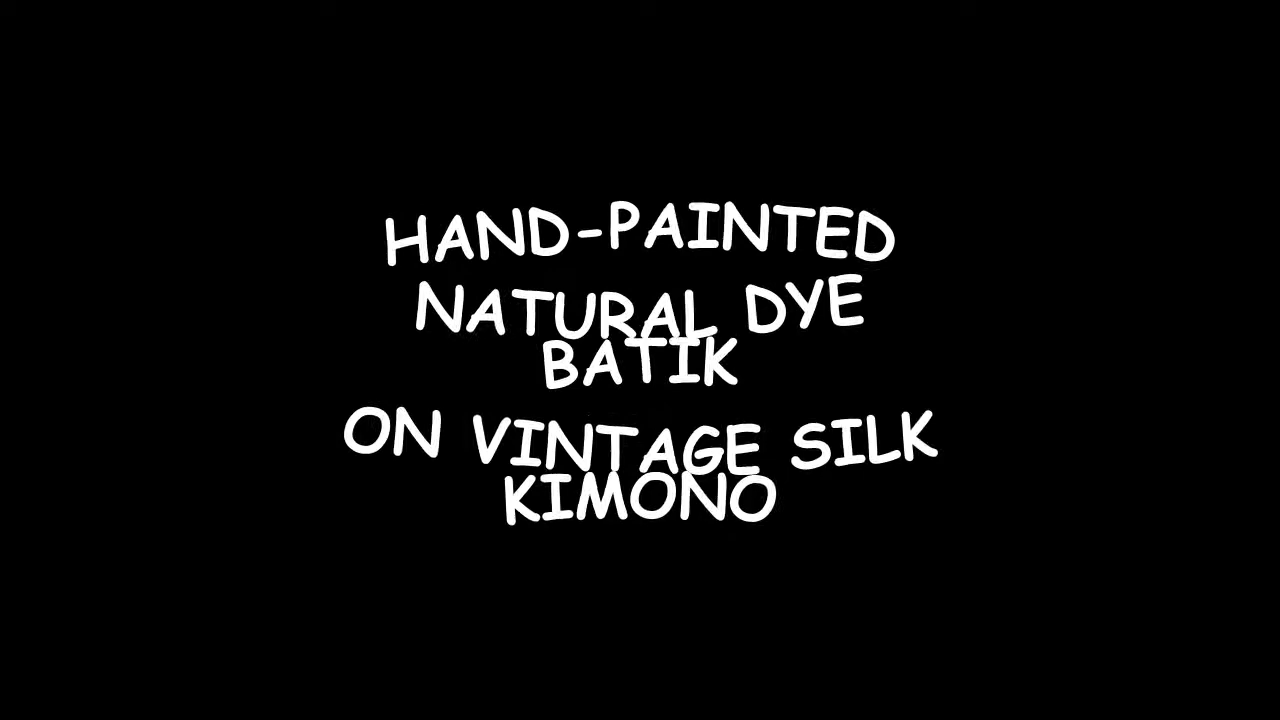 HAND-PAINTED
NATURAL DYE
BATIK
ON VINTAGE SILK
KIMONO